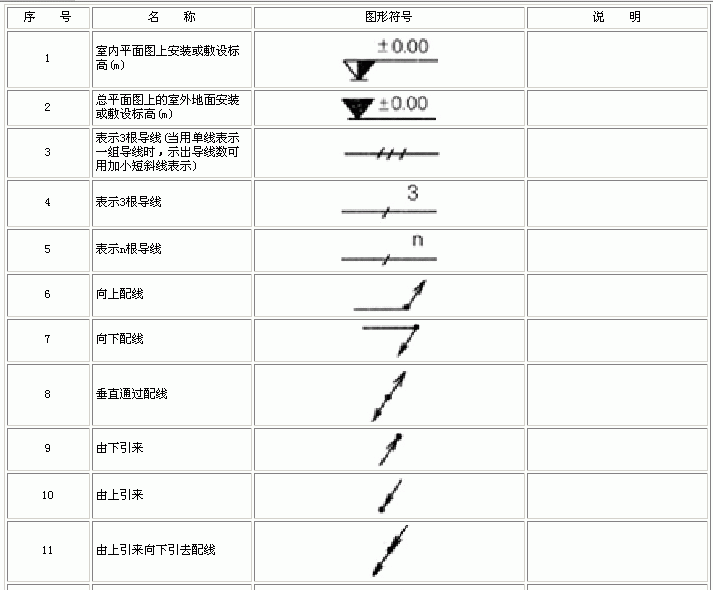 序 号 名 称 图形符号 说 明
1 室内平面图上安装或敷设标
高(m)
±0.00
2 总平面图上的室外地面安装
或敷设标高(m)
±0.00
3 表示3根导线(当用单线表示
一组导线时，示出导线数可
用加小短斜线表示)
4 表示3根导线 3
5 表示n根导线 n
6 向上配线
7 向下配线
8 垂直通过配线
9 由下引来
10 由上引来
11 由上引来向下引去配线